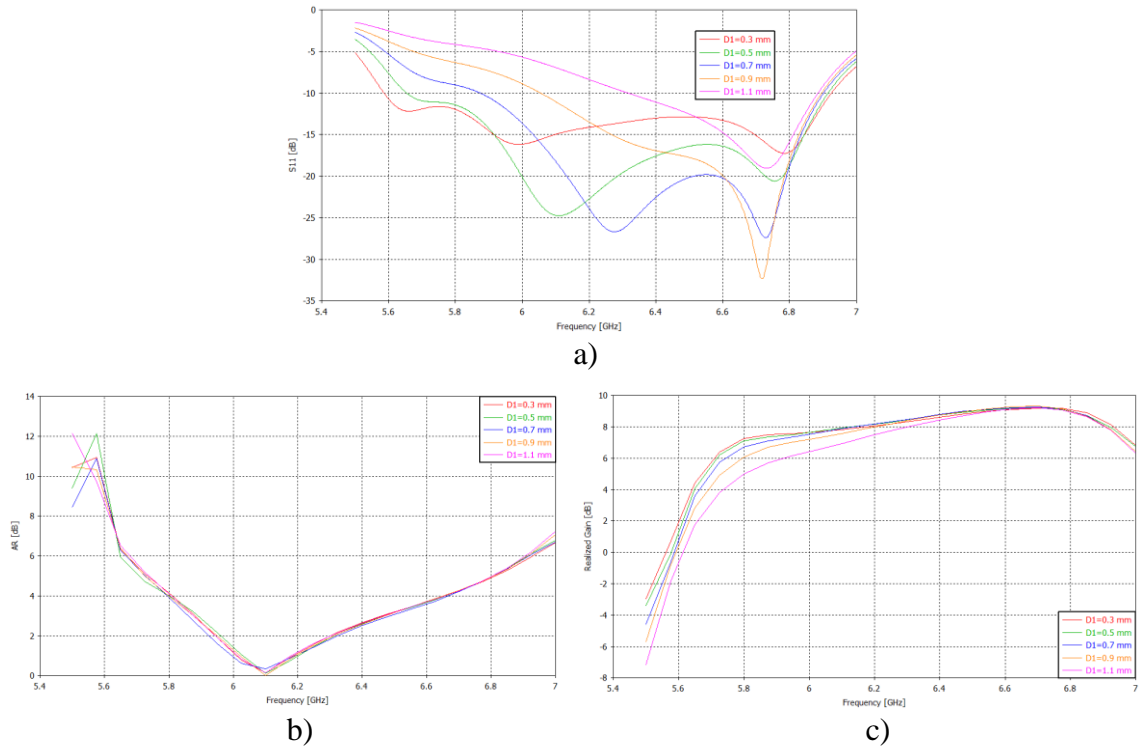 0
-5
-10
-15
-20
-25
-30
-35
S11 [dB]
D1=0.3 mm
D1=0.5 mm
D1=0.7 mm
D1=0.9 mm
D1=1.1 mm
5.4 5.6 5.8 6 6.2 6.4 6.6 6.8 7
Frequency [GHz]
a)
14
12
10
8
6
4
2
0
AR [dB]
D1=0.3 mm
D1=0.5 mm
D1=0.7 mm
D1=0.9 mm
D1=1.1 mm
5.4 5.6 5.8 6 6.2 6.4 6.6 6.8 7
Frequency [GHz]
b)
10
8
6
4
2
0
-2
-4
-6
-8
Realized Gain [dB]
D1=0.3 mm
D1=0.5 mm
D1=0.7 mm
D1=0.9 mm
D1=1.1 mm
5.4 5.6 5.8 6 6.2 6.4 6.6 6.8 7
Frequency [GHz]
c)